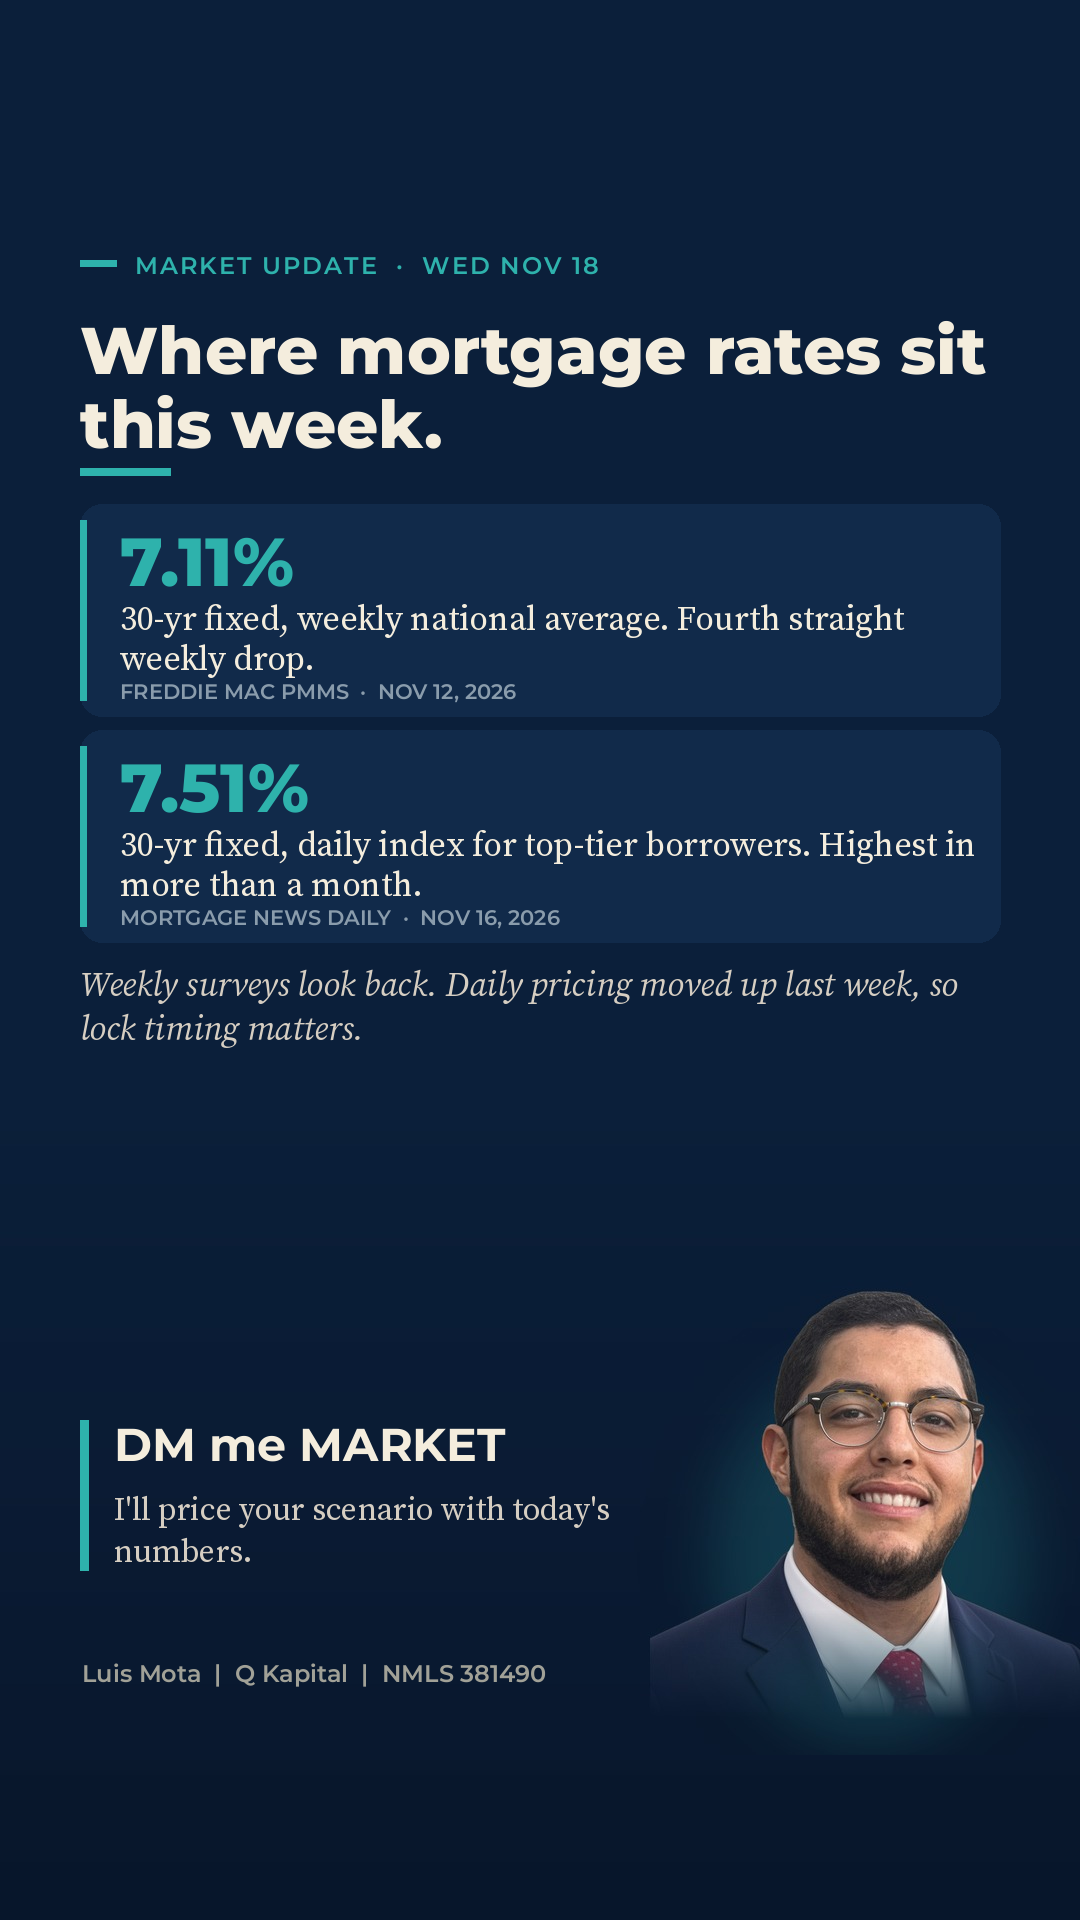 MARKET UPDATE · WED NOV 18
Where mortgage rates sit
this week.
7.11%
30-yr fixed, weekly national average. Fourth straight
weekly drop.
FREDDIE MAC PMMS · NOV 12, 2026
7.51%
30-yr fixed, daily index for top-tier borrowers. Highest in
more than a month.
MORTGAGE NEWS DAILY · NOV 16, 2026
Weekly surveys look back. Daily pricing moved up last week, so
lock timing matters.
DM me MARKET
I'll price your scenario with today's
numbers.
Luis Mota | Q Kapital | NMLS 381490